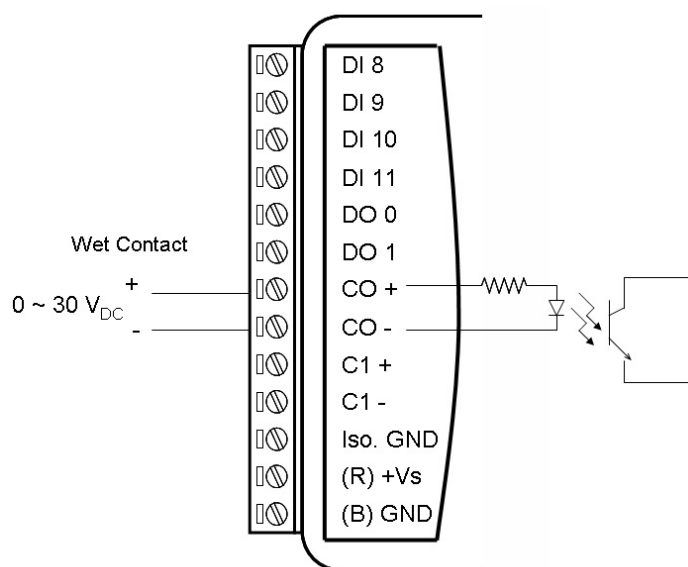 DI 8
DI 9
DI 10
DI 11
DO 0
DO 1
CO +
CO -
C1 +
C1 -
Iso. GND
(R) +Vs
(B) GND
Wet Contact
+
0 ~ 30 VDC
-